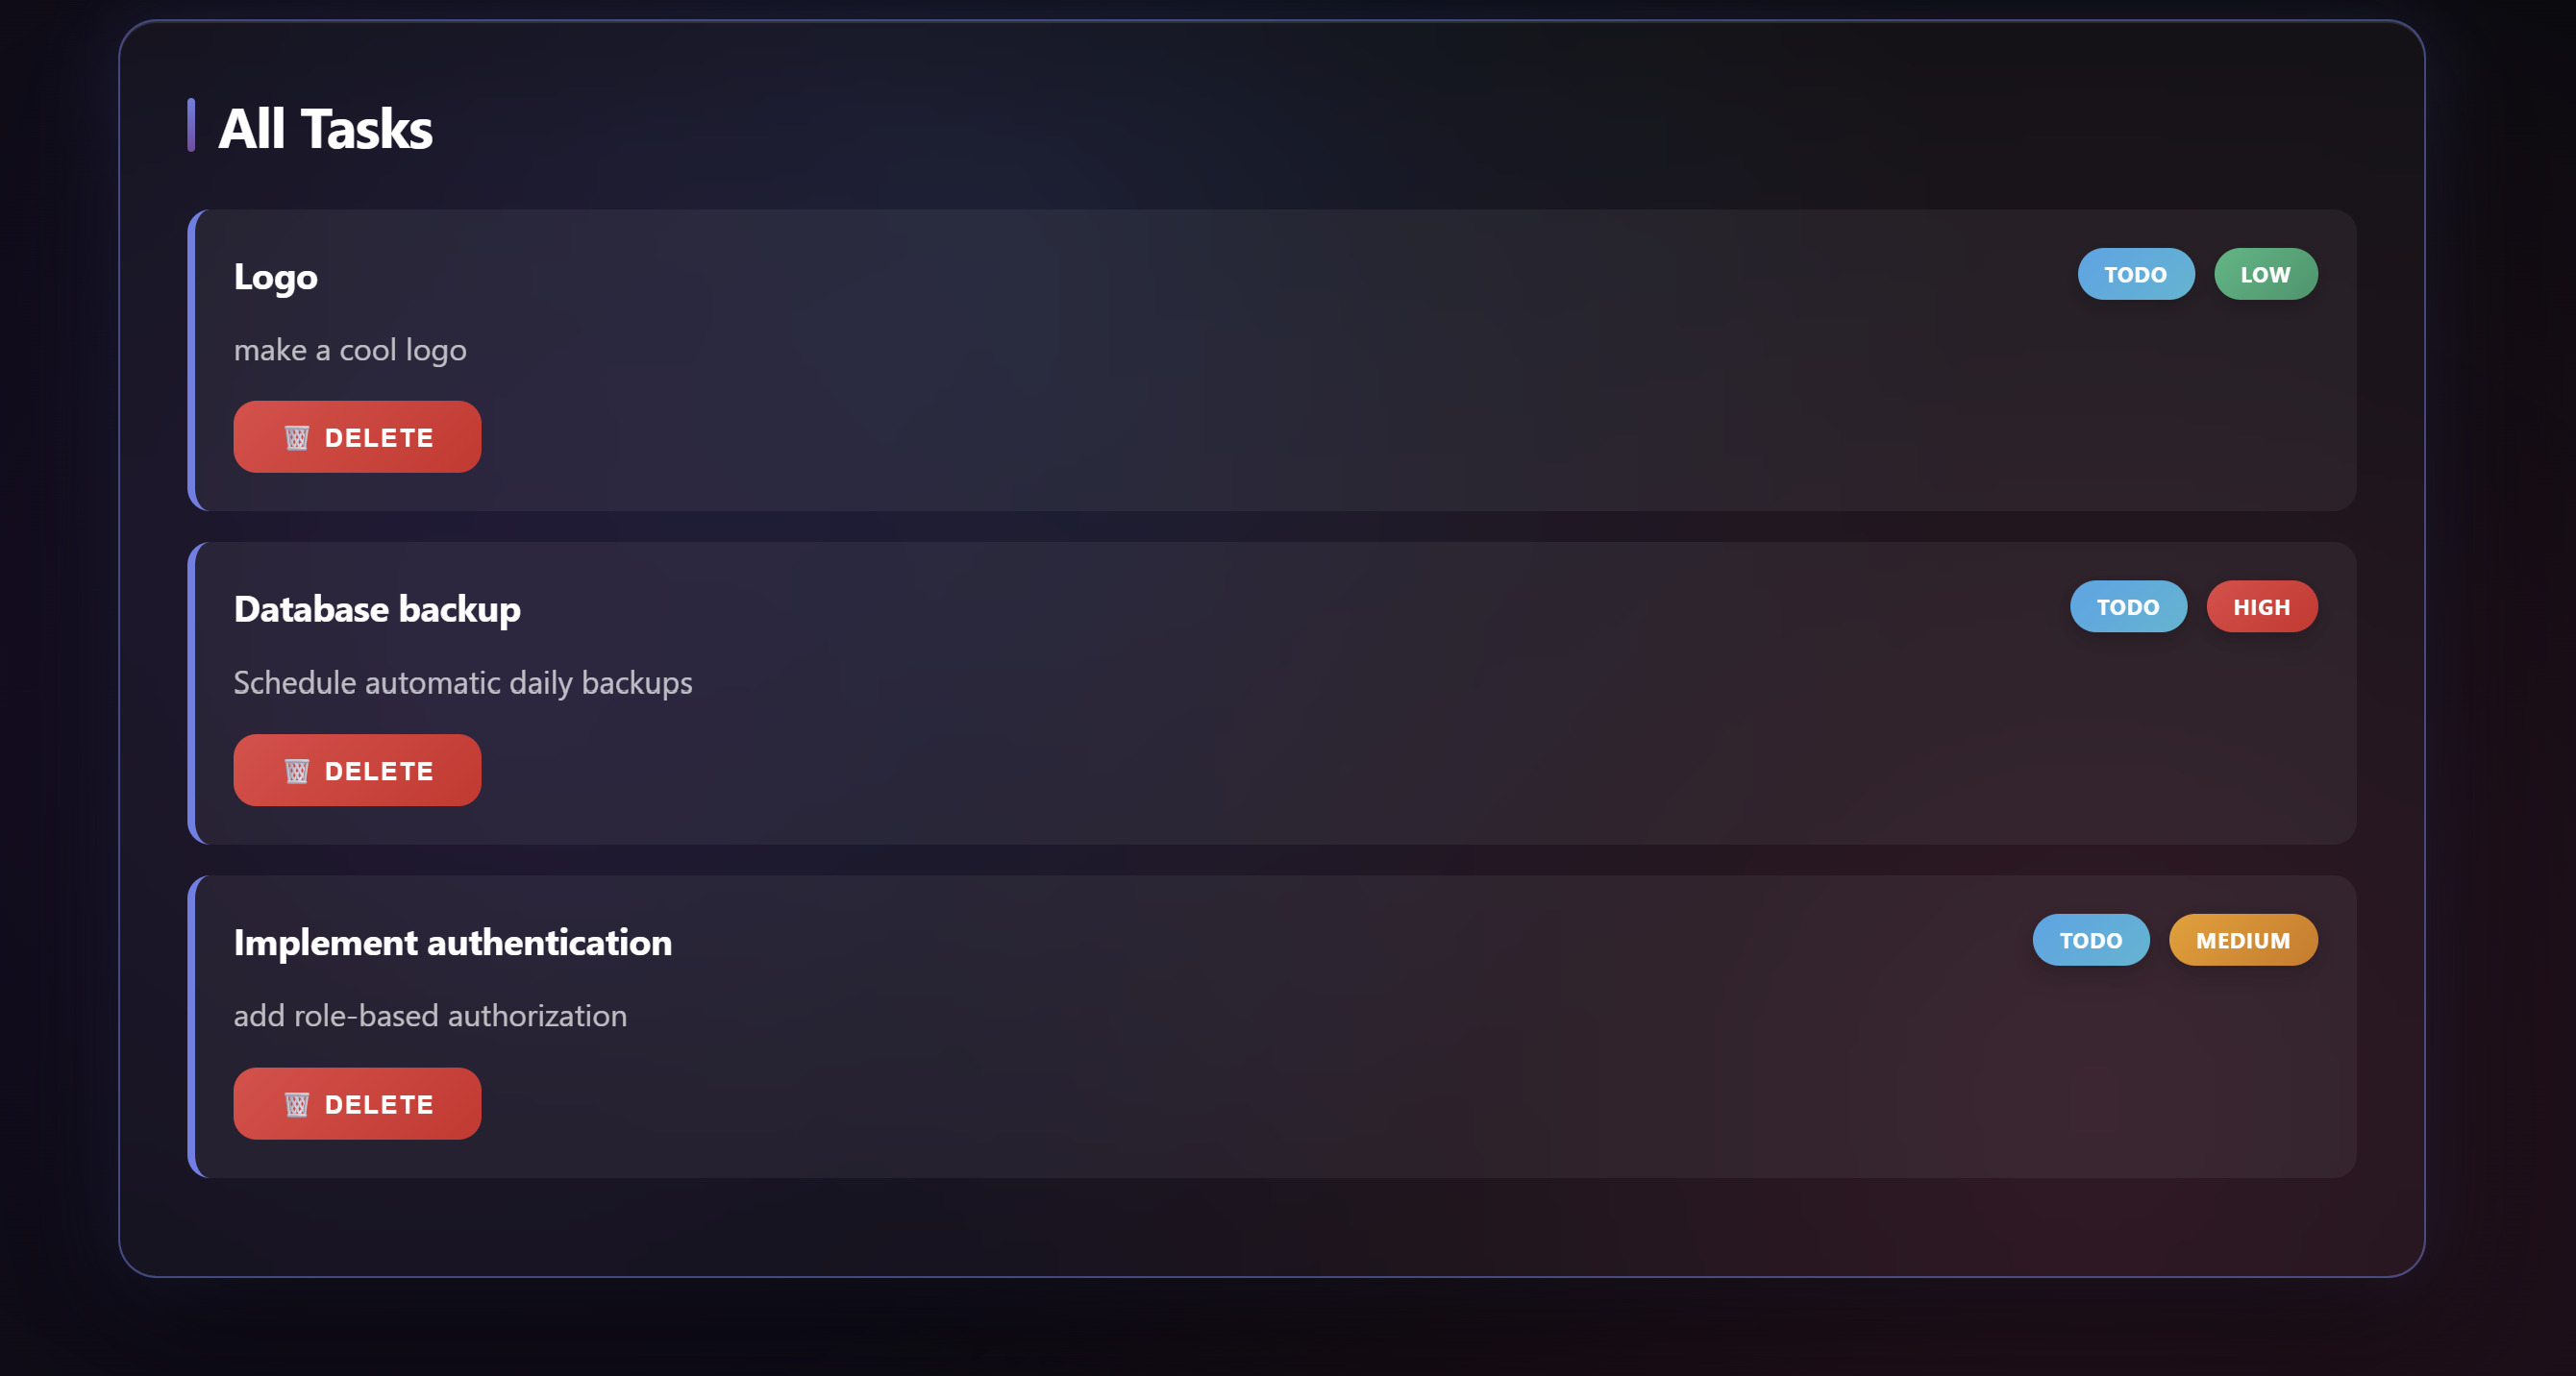 All Tasks
Logo
TODO LOW
make a cool logo
DELETE
Database backup
TODO HIGH
Schedule automatic daily backups
DELETE
Implement authentication
TODO MEDIUM
add role-based authorization
DELETE